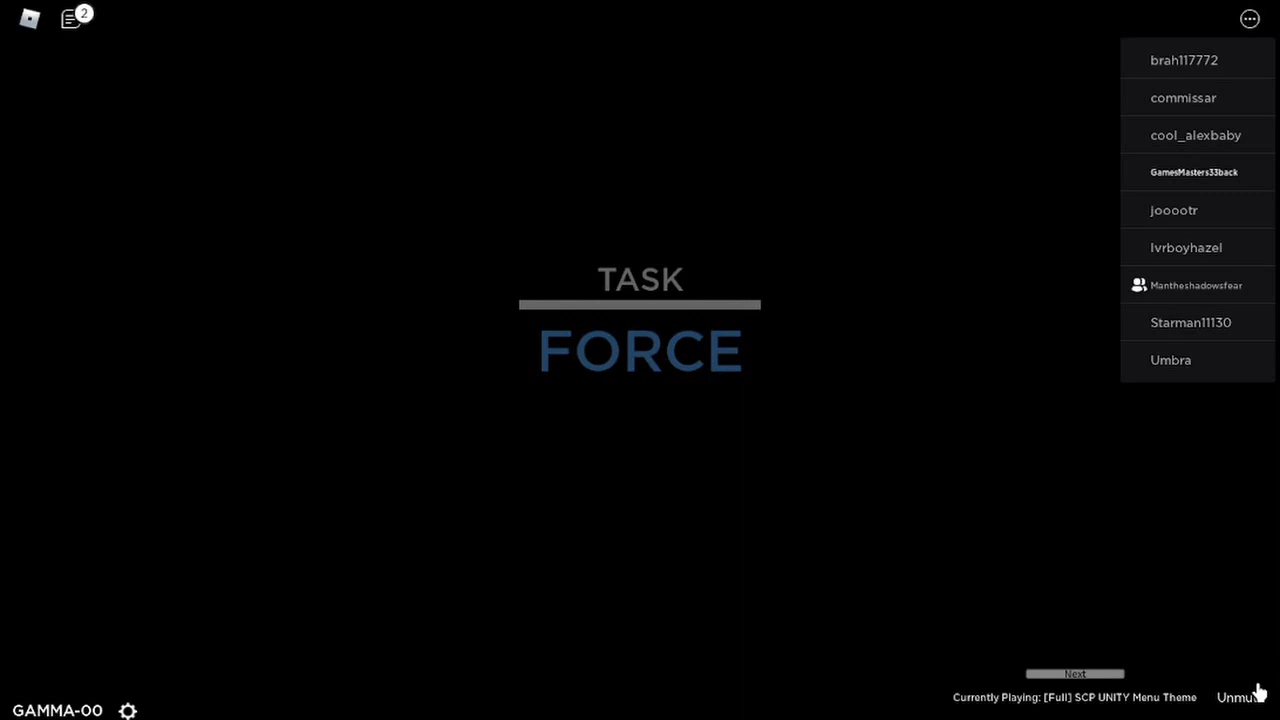 2
brah117772
commissar
cool_alexbaby
GamesMasters33back
jooootr
lvrboyhazel
Mantheshadowsfear
Starman11130
Umbra
TASK
FORCE
Next
Currently Playing: [Full] SCP UNITY Menu Theme
GAMMA-00